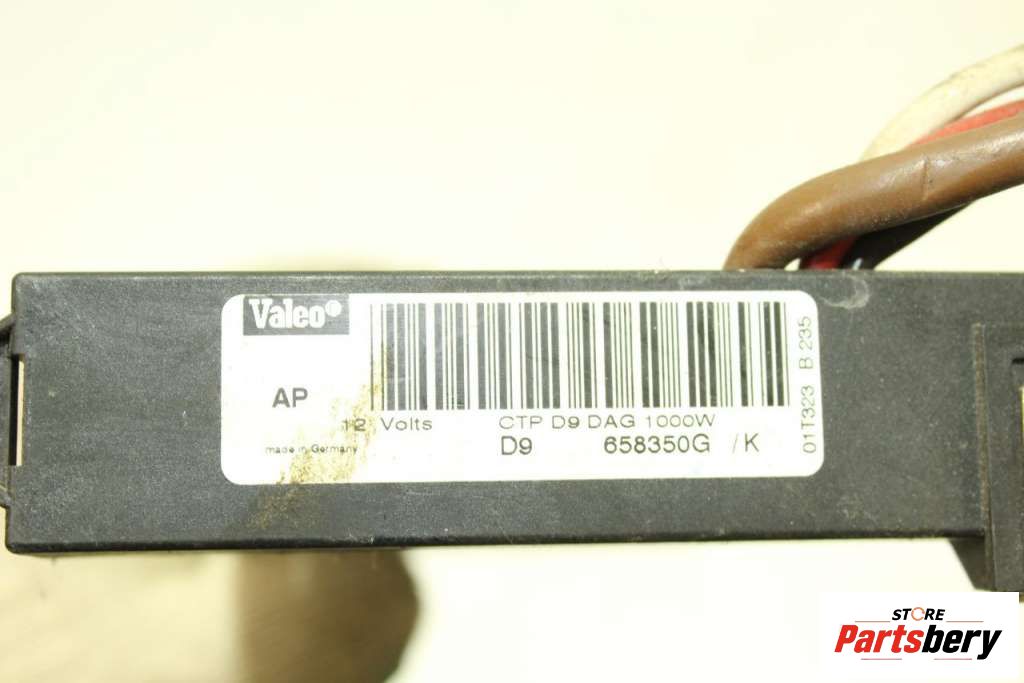 Valeo
AP
12 Volts CTP D9 DAG 1000W
made in Germany D9 658350G /K
01T323 B 235
STORE
Partsbery